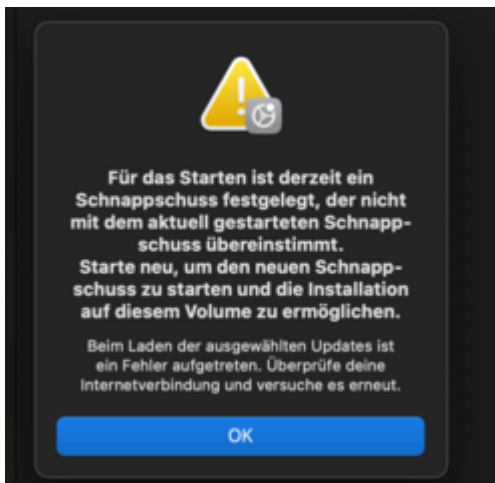 Für das Starten ist derzeit ein
Schnappschuss festgelegt, der nicht
mit dem aktuell gestarteten Schnapp-
schuss übereinstimmt.
Starte neu, um den neuen Schnapp-
schuss zu starten und die Installation
auf diesem Volume zu ermöglichen.
Beim Laden der ausgewählten Updates ist
ein Fehler aufgetreten. Überprüfe deine
Internetverbindung und versuche es erneut.
OK